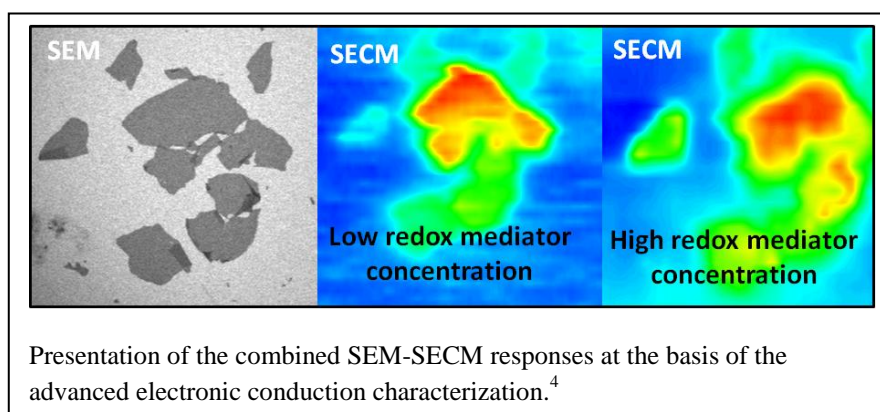 SEM
SECM
SECM
Low redox mediator
concentration
High redox mediator
concentration
Presentation of the combined SEM-SECM responses at the basis of the
advanced electronic conduction characterization.4